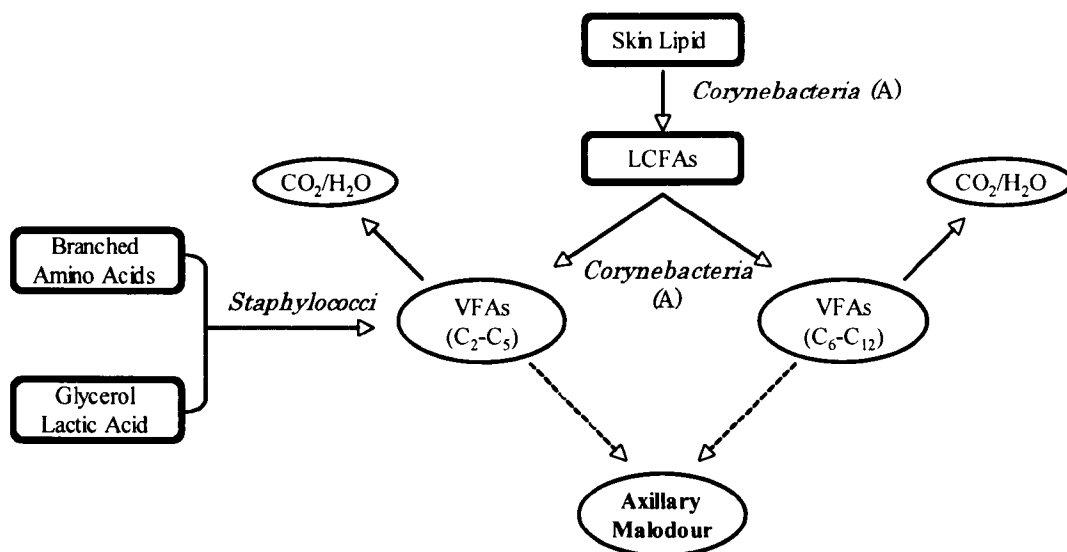 Skin Lipid
Corynebacteria (A)
LCFAs
CO₂/H₂O
CO₂/H₂O
Branched
Amino Acids
Staphylococci
VFAs
(C₂-C₅)
Corynebacteria
(A)
VFAs
(C₆-C₁₂)
Glycerol
Lactic Acid
Axillary
Malodour